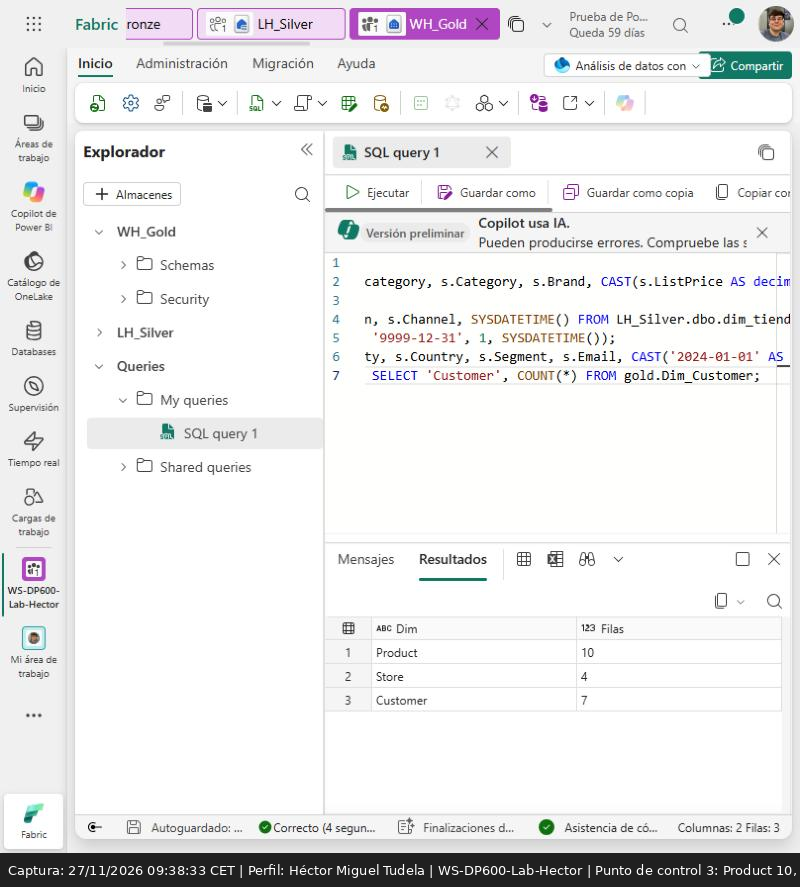 Fabric
ronze
LH_Silver
WH_Gold
Prueba de Po...
Queda 59 días
Inicio
Administración
Migración
Ayuda
Análisis de datos con
Compartir
Inicio
Áreas de
trabajo
Copilot de
Power BI
Catálogo de
OneLake
Databases
Supervisión
Tiempo real
Cargas de
trabajo
WS-DP600-
Lab-Hector
Mi área de
trabajo
Fabric
Explorador
Almacenes
WH_Gold
Schemas
Security
LH_Silver
Queries
My queries
SQL query 1
Shared queries
SQL query 1
Ejecutar
Guardar como
Guardar como copia
Copiar cor
Versión preliminar
Copilot usa IA.
Pueden producirse errores. Compruebe las s
1
2 category, s.Category, s.Brand, CAST(s.ListPrice AS decim
3
4 n, s.Channel, SYSDATETIME() FROM LH_Silver.dbo.dim_tiend
5 '9999-12-31', 1, SYSDATETIME());
6 ty, s.Country, s.Segment, s.Email, CAST('2024-01-01' AS
7 SELECT 'Customer', COUNT(*) FROM gold.Dim_Customer;
Mensajes
Resultados
ABC Dim 123 Filas
1 Product 10
2 Store 4
3 Customer 7
Autoguardado: ...
Correcto (4 segun...
Finalizaciones d...
Asistencia de có...
Columnas: 2 Filas: 3
Captura: 27/11/2026 09:38:33 CET | Perfil: Héctor Miguel Tudela | WS-DP600-Lab-Hector | Punto de control 3: Product 10,